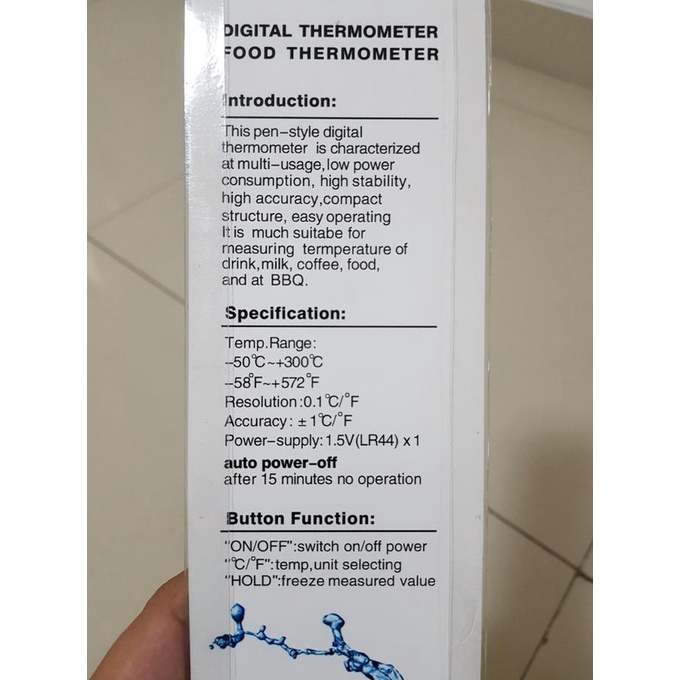 DIGITAL THERMOMETER
FOOD THERMOMETER
Introduction:
This pen-style digital
thermometer is characterized
at multi-usage, low power
consumption, high stability,
high accuracy, compact
structure, easy operating
It is much suitabe for
measuring termperature of
drink, milk, coffee, food,
and at BBQ.
Specification:
Temp.Range:
-50℃~+300℃
-58°F~+572°F
Resolution:0.1℃/°F
Accuracy: ± 1℃/°F
Power-supply: 1.5V(LR44) x 1
auto power-off
after 15 minutes no operation
Button Function:
"ON/OFF":switch on/off power
"℃/°F":temp,unit selecting
"HOLD":freeze measured value